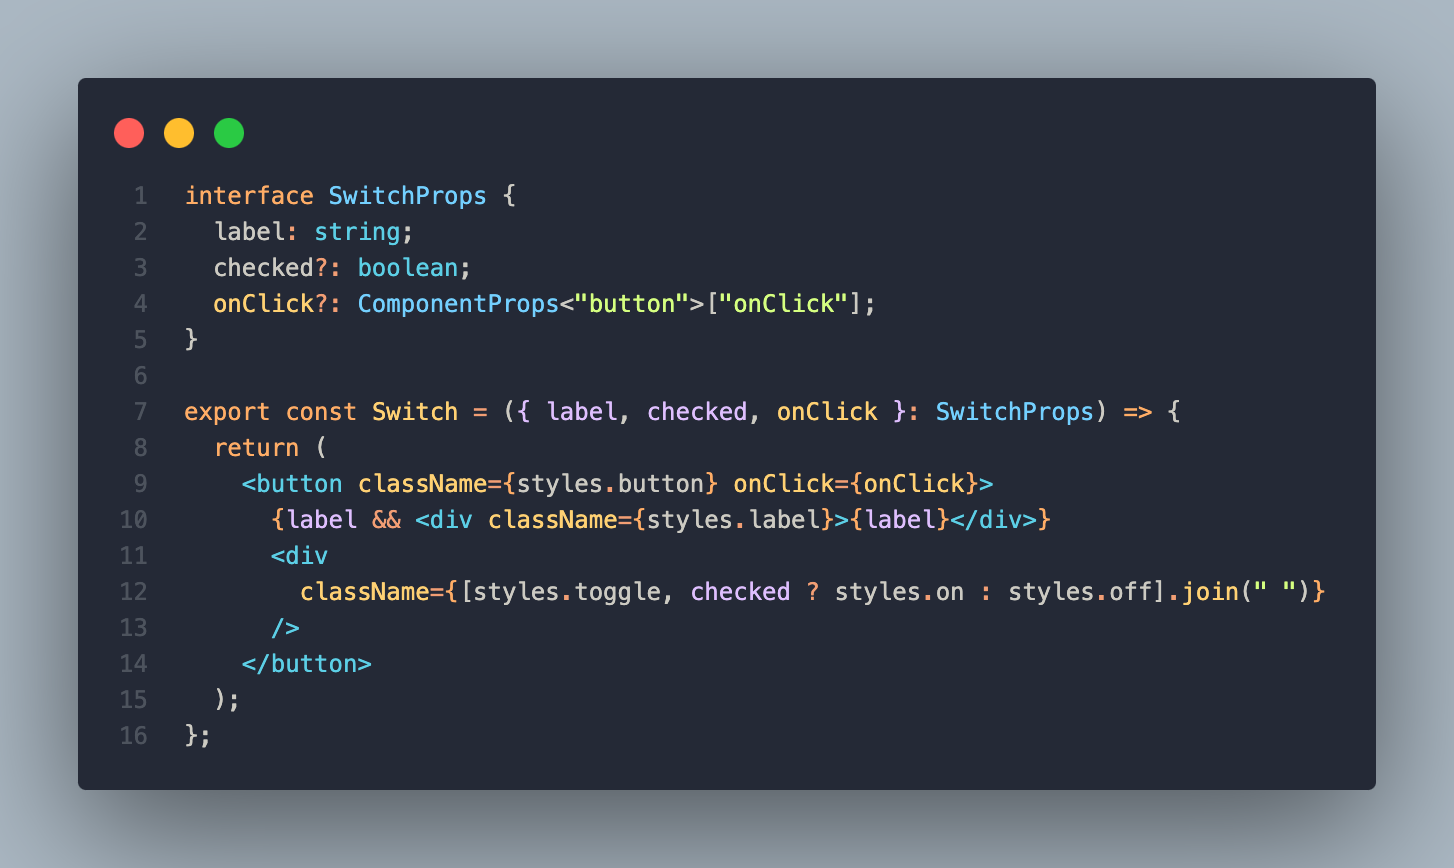 1 interface SwitchProps {
2   label: string;
3   checked?: boolean;
4   onClick?: ComponentProps<"button">["onClick"];
5 }
6
7 export const Switch = ({ label, checked, onClick }: SwitchProps) => {
8   return (
9     <button className={styles.button} onClick={onClick}>
10       {label && <div className={styles.label}>{label}</div>}
11       <div
12         className={[styles.toggle, checked ? styles.on : styles.off].join(" ")}
13       />
14     </button>
15   );
16 };